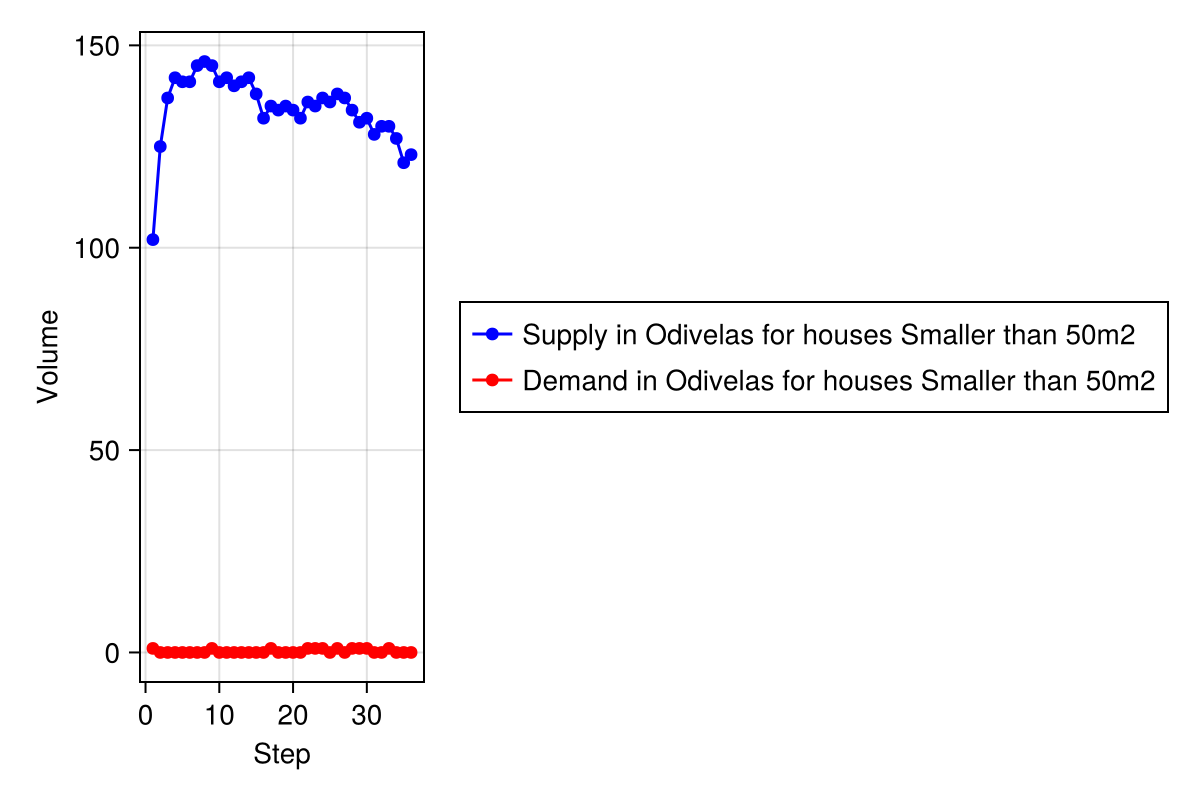 150
100
50
0
Volume
0 10 20 30
Step
Supply in Odivelas for houses Smaller than 50m2
Demand in Odivelas for houses Smaller than 50m2